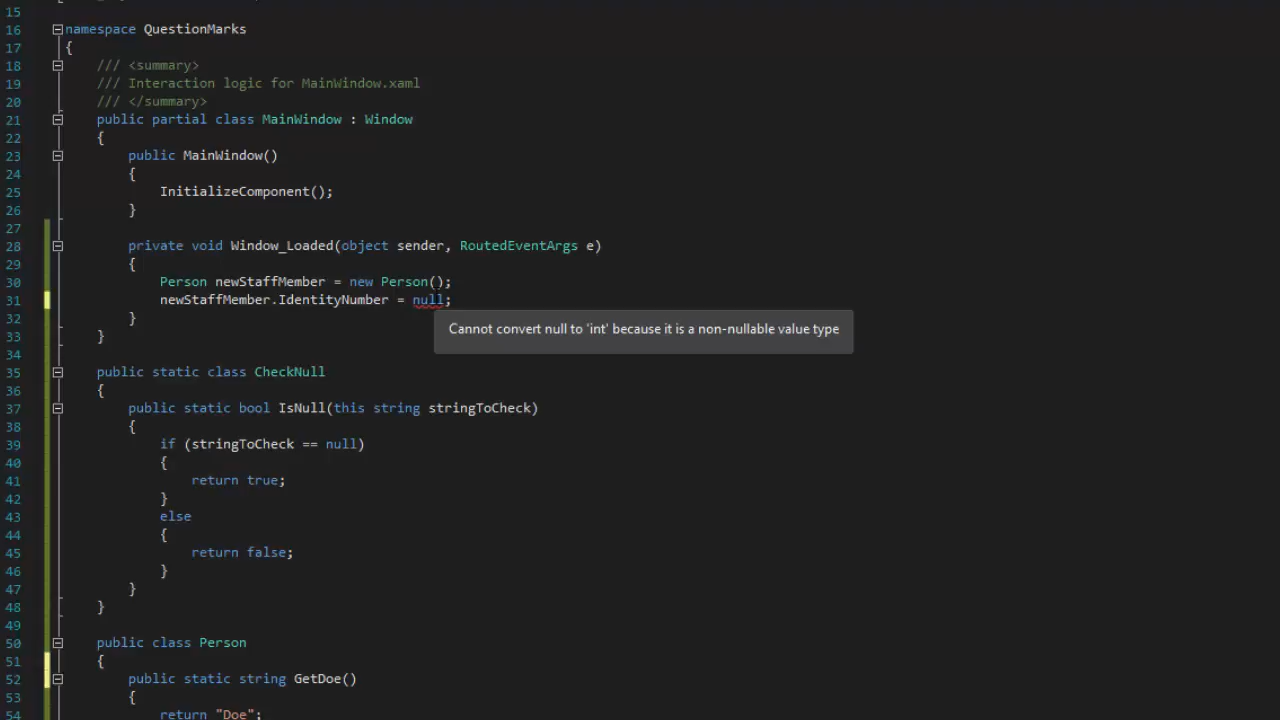 15
16 namespace QuestionMarks
17 {
18 /// <summary>
19 /// Interaction logic for MainWindow.xaml
20 /// </summary>
21 public partial class MainWindow : Window
22 {
23 public MainWindow()
24 {
25 InitializeComponent();
26 }
27
28 private void Window_Loaded(object sender, RoutedEventArgs e)
29 {
30 Person newStaffMember = new Person();
31 newStaffMember.IdentityNumber = null;
32 }
Cannot convert null to 'int' because it is a non-nullable value type
33 }
34
35 public static class CheckNull
36 {
37 public static bool IsNull(this string stringToCheck)
38 {
39 if (stringToCheck == null)
40 {
41 return true;
42 }
43 else
44 {
45 return false;
46 }
47 }
48 }
49
50 public class Person
51 {
52 public static string GetDoe()
53 {
54 return "Doe";